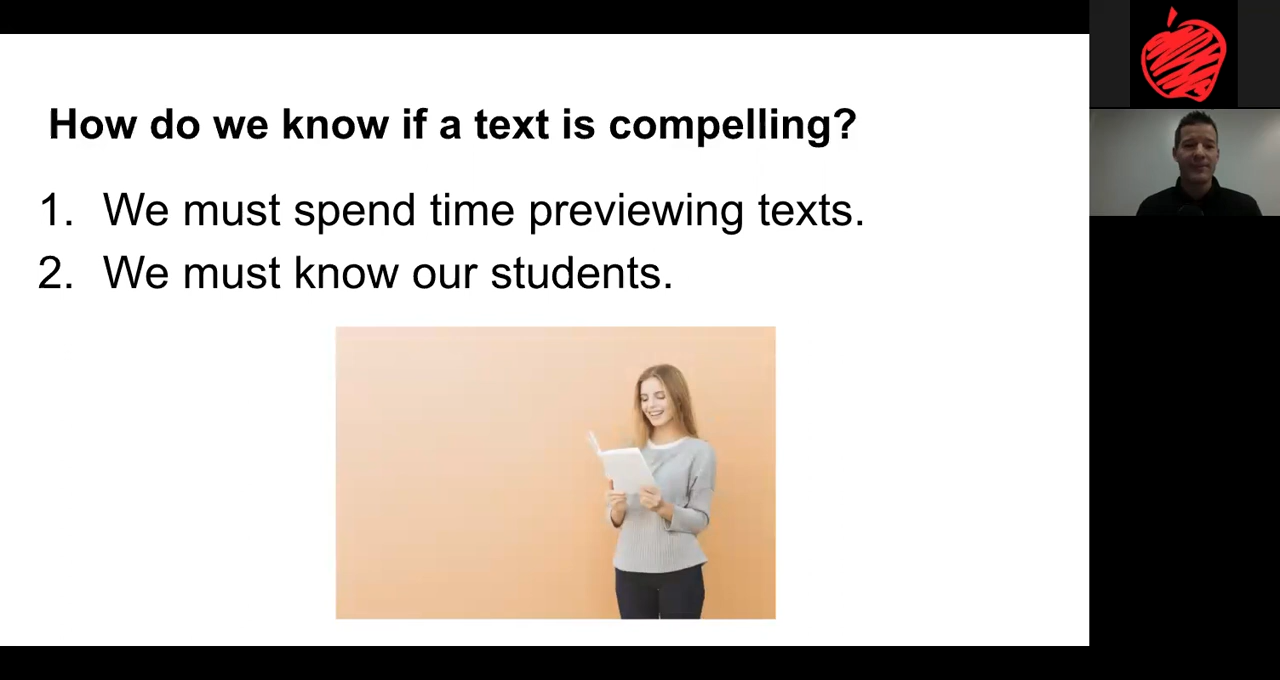 How do we know if a text is compelling?
1. We must spend time previewing texts.
2. We must know our students.